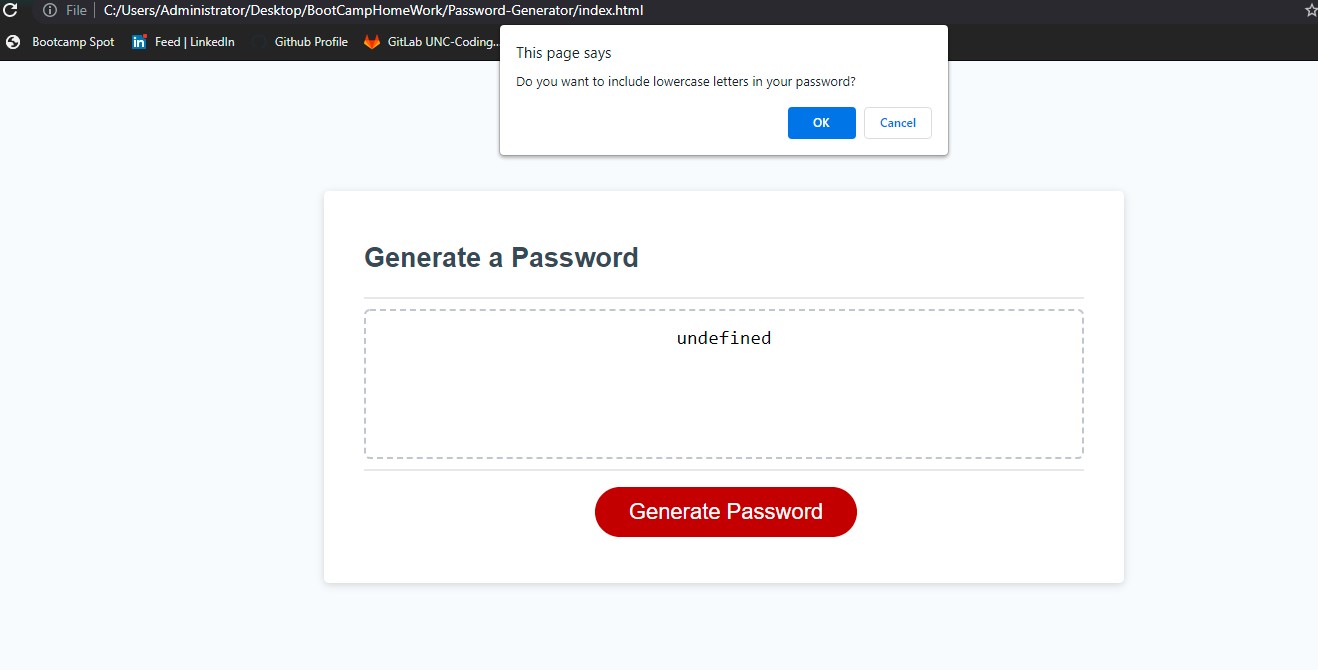 File C:/Users/Administrator/Desktop/BootCampHomeWork/Password-Generator/index.html
Bootcamp Spot in Feed | LinkedIn Github Profile GitLab UNC-Coding...
This page says
Do you want to include lowercase letters in your password?
OK Cancel
Generate a Password
undefined
Generate Password